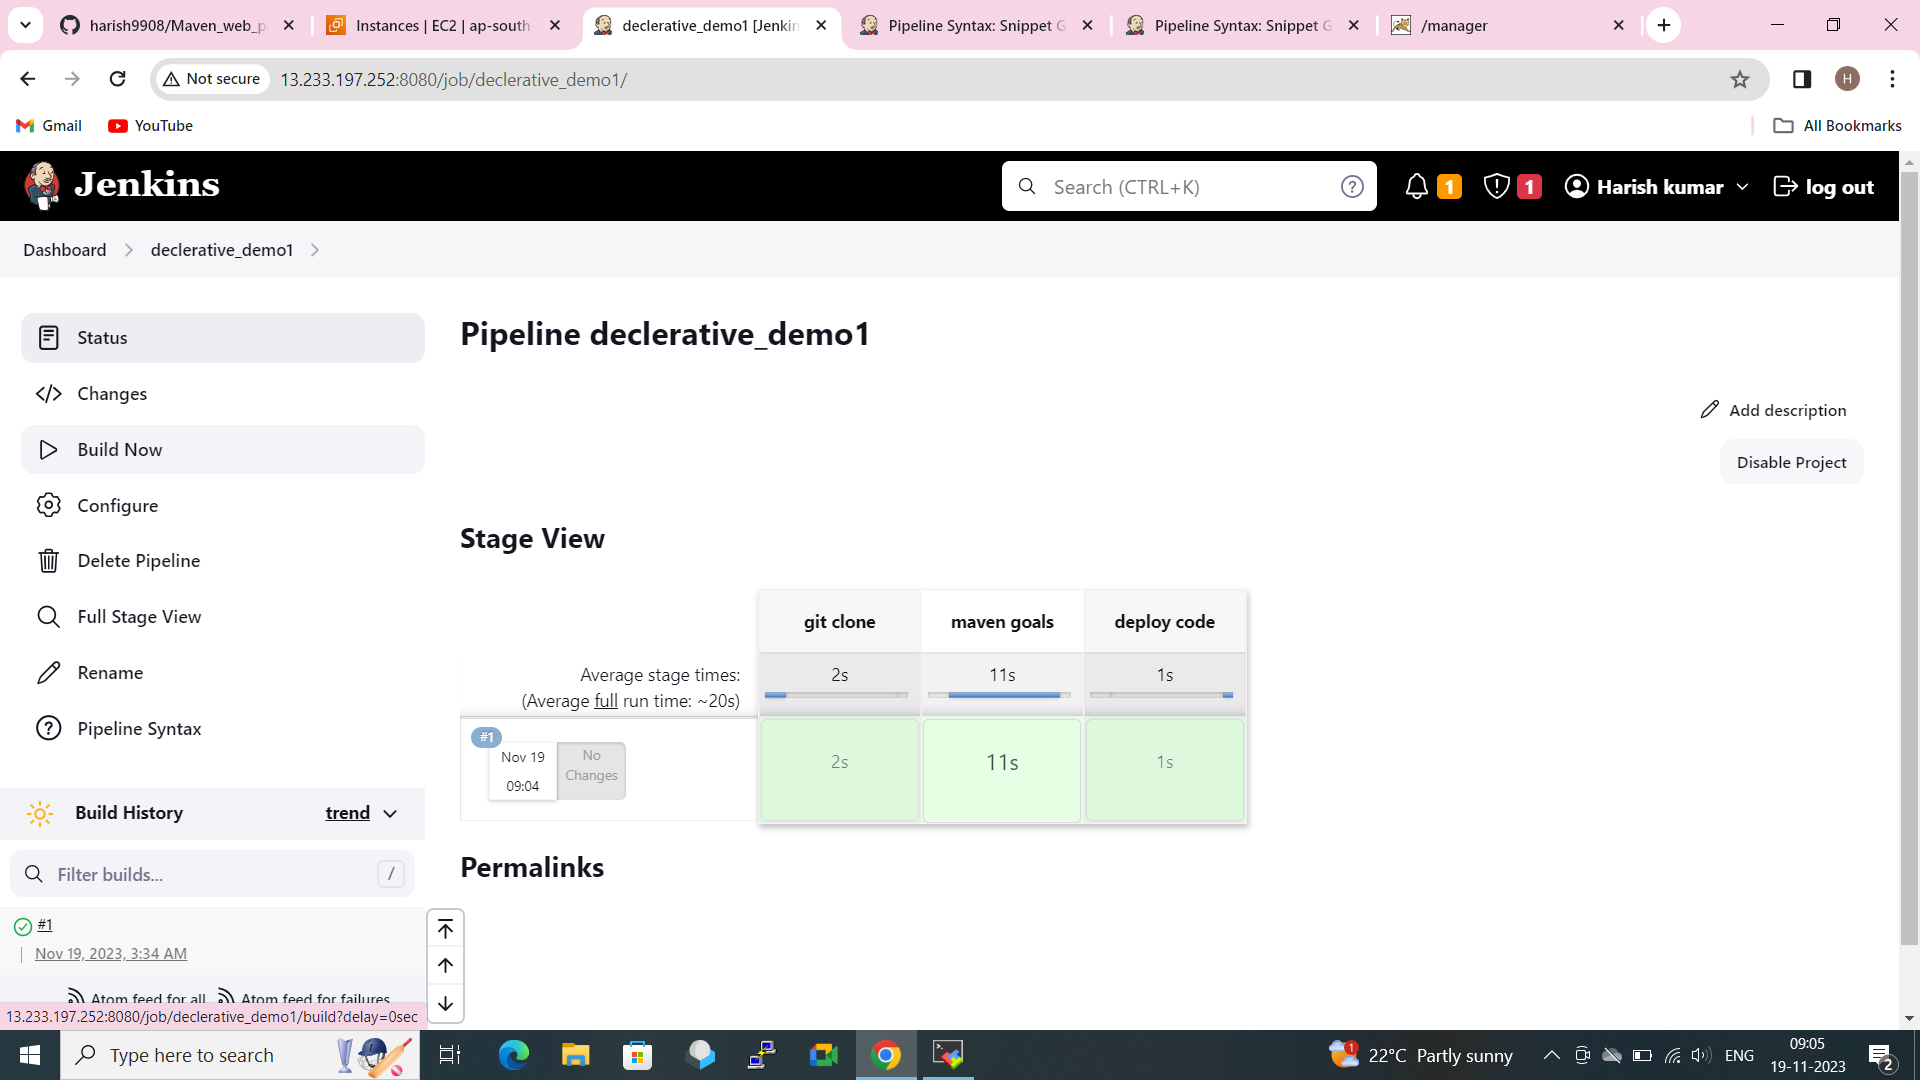 harish9908/Maven_web_p
Instances | EC2 | ap-south-
declerative_demo1 [Jenkin
Pipeline Syntax: Snippet G
Pipeline Syntax: Snippet G
/manager
Not secure
13.233.197.252:8080/job/declerative_demo1/
H
Gmail
YouTube
All Bookmarks
Jenkins
Search (CTRL+K)
1
1
Harish kumar
log out
Dashboard
declerative_demo1
Status
Changes
Build Now
Configure
Delete Pipeline
Full Stage View
Rename
Pipeline Syntax
Pipeline declerative_demo1
Add description
Disable Project
Stage View
git clone
maven goals
deploy code
Average stage times:
(Average full run time: ~20s)
2s
11s
1s
#1
Nov 19
09:04
No
Changes
2s
11s
1s
Permalinks
Build History
trend
Filter builds...
/
#1
Nov 19, 2023, 3:34 AM
Atom feed for all
Atom feed for failures
13.233.197.252:8080/job/declerative_demo1/build?delay=0sec
Type here to search
1
22°C Partly sunny
ENG
09:05
19-11-2023
2